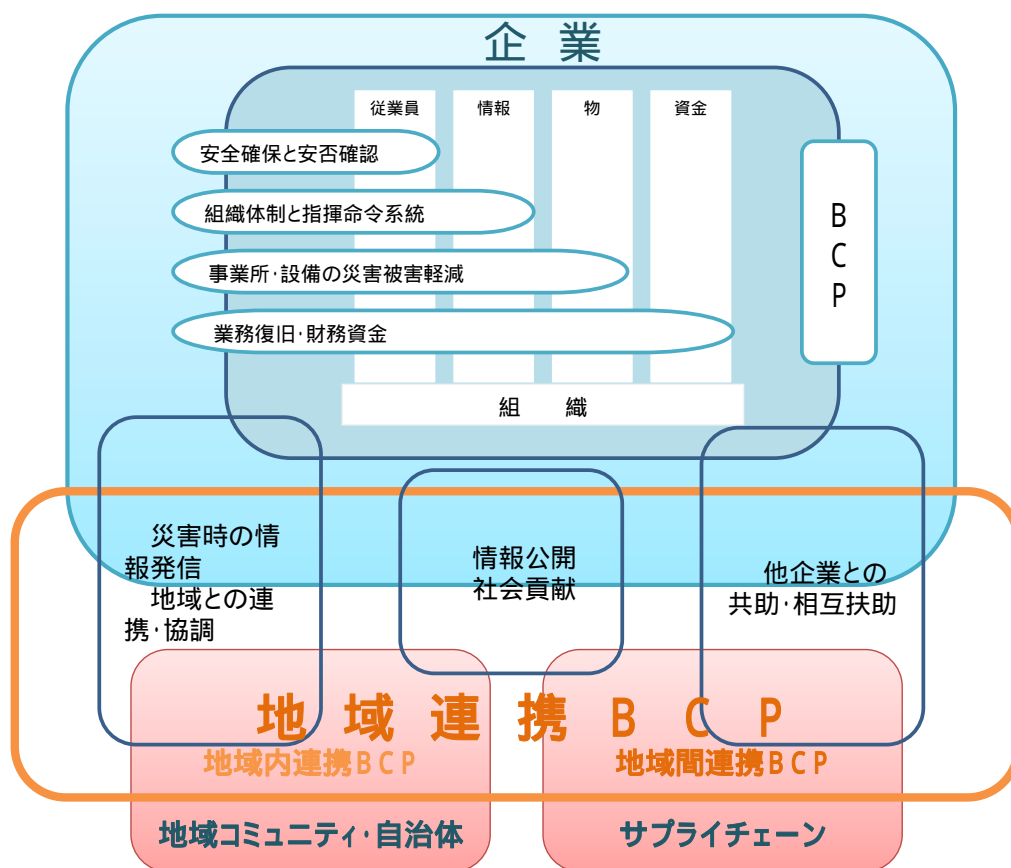 企　業
従業員
情報
物
資金
安全確保と安否確認
組織体制と指揮命令系統
事業所・設備の災害被害軽減
業務復旧・財務資金
BCP
組　織
災害時の情
報発信
地域との連
携・協調
情報公開
社会貢献
他企業との
共助・相互扶助
地域連携BCP
地域内連携BCP
地域間連携BCP
地域コミュニティ・自治体
サプライチェーン